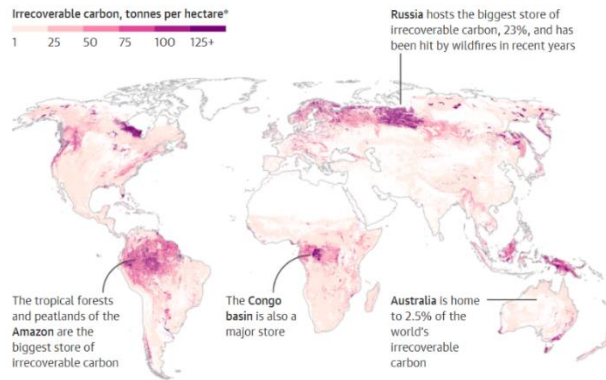 Irrecoverable carbon, tonnes per hectare*
1 25 50 75 100 125+
Russia hosts the biggest store of
irrecoverable carbon, 23%, and has
been hit by wildfires in recent years
The tropical forests
and peatlands of the
Amazon are the
biggest store of
irrecoverable carbon
The Congo
basin is also a
major store
Australia is home
to 2.5% of the
world's
irrecoverable
carbon